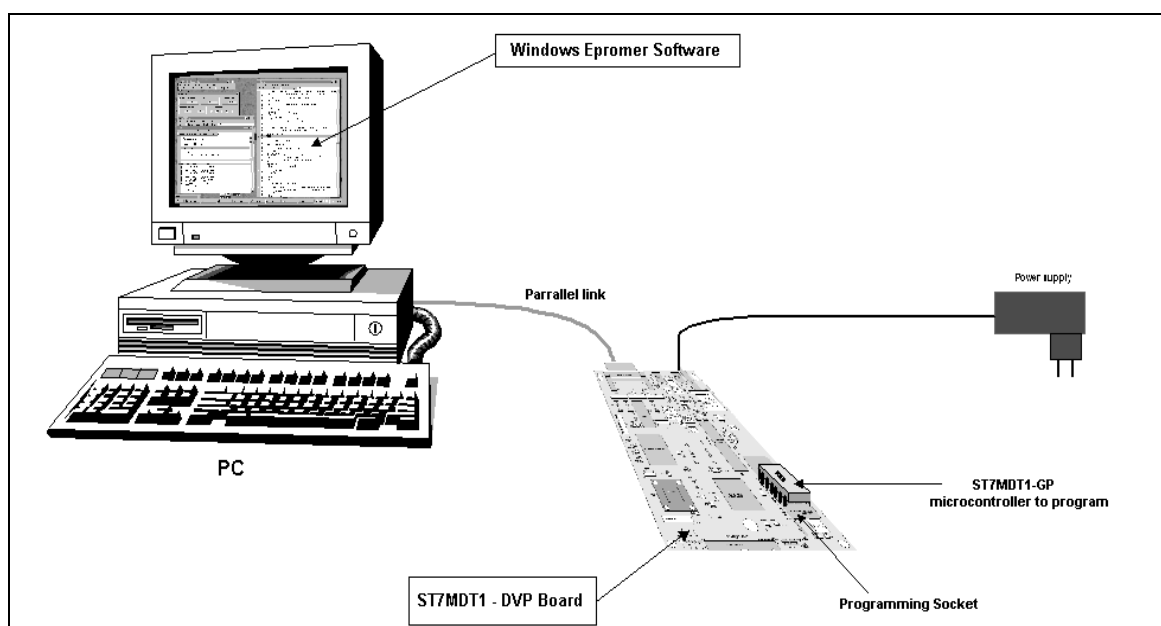 Windows Epromer Software
Power supply
Parrallel link
PC
ST7MDT1-GP
microcontroller to program
ST7MDT1 - DVP Board
Programming Socket